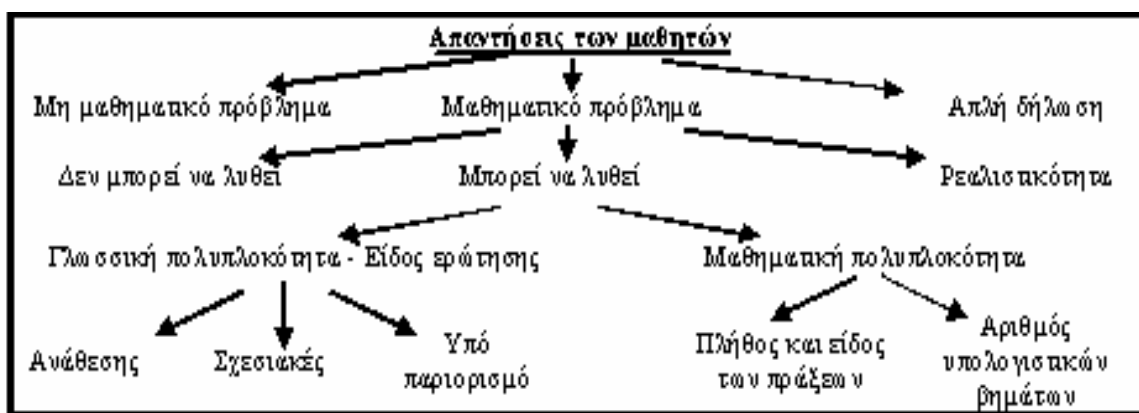 Απαντήσεις των μαθητών
Μη μαθηματικό πρόβλημα
Μαθηματικό πρόβλημα
Απλή δήλωση
Δεν μπορεί να λυθεί
Μπορεί να λυθεί
Ρεαλιστικότητα
Γλωσσική πολυπλοκότητα - Είδος ερώτησης
Μαθηματική πολυπλοκότητα
Ανάθεσης
Σχεσιακές
Υπό
παριορισμό
Πλήθος και είδος
των πράξεων
Αριθμός
υπολογιστικών
βημάτων